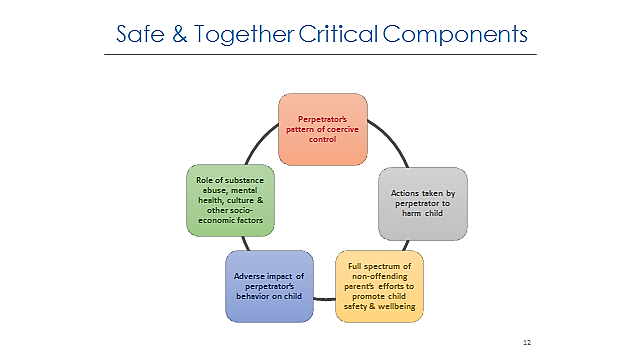 Safe & Together Critical Components
Perpetrator's
pattern of coercive
control
Actions taken by
perpetrator to
harm child
Full spectrum of
non-offending
parent's efforts to
promote child
safety & wellbeing
Adverse impact of
perpetrator's
behavior on child
Role of substance
abuse, mental
health, culture &
other socio-
economic factors
12